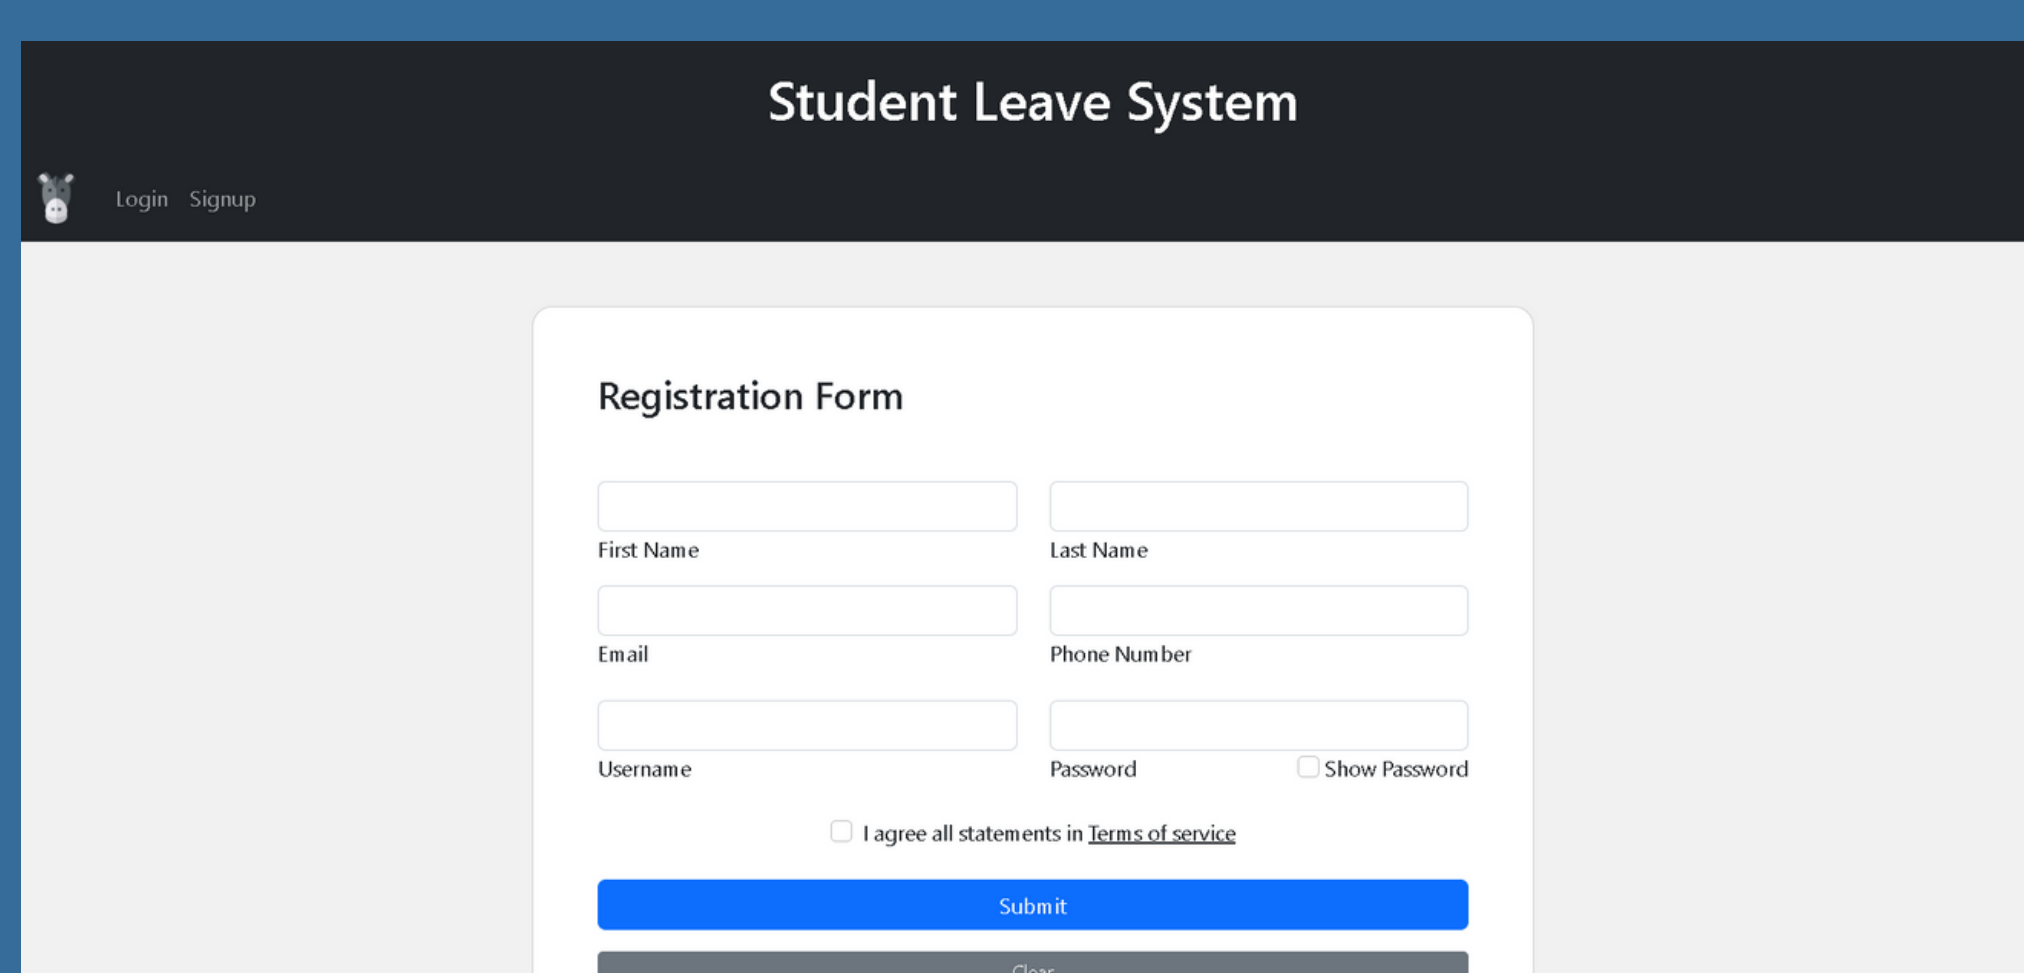 Student Leave System
Login Signup
Registration Form
First Name Last Name
Email Phone Number
Username Password Show Password
I agree all statements in Terms of service
Submit
Clear